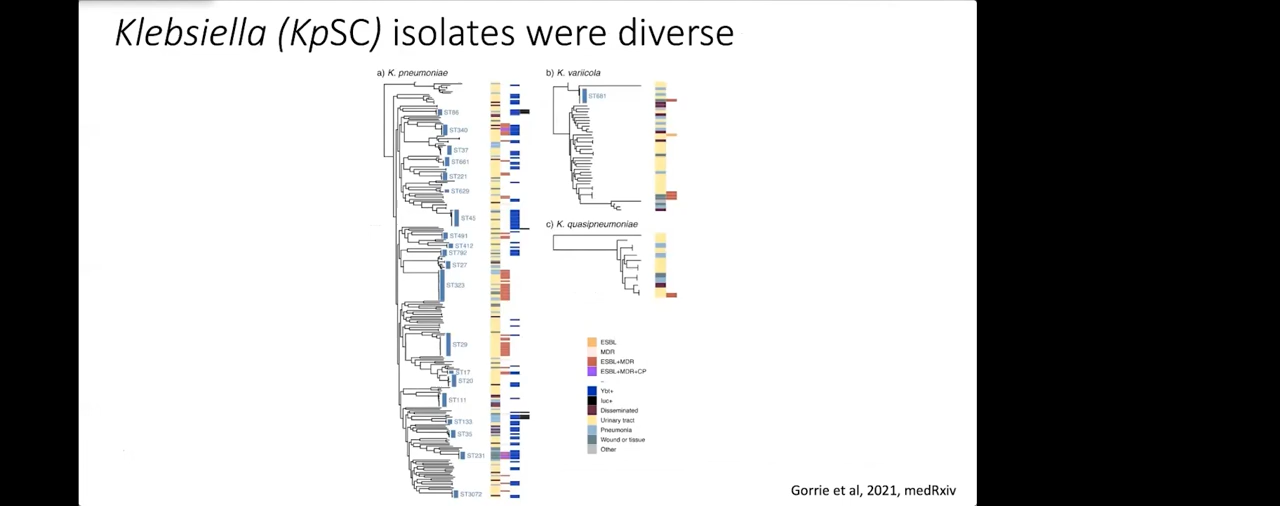 Klebsiella (KpSC) isolates were diverse
a) K. pneumoniae
ST86
ST340
ST37
ST661
ST221
ST629
ST45
ST491
ST412
ST792
ST27
ST323
ST29
ST17
ST20
ST111
ST133
ST35
ST231
ST3072
b) K. variicola
ST681
c) K. quasipneumoniae
ESBL
MDR
ESBL+MDR
ESBL+MDR+CP
-
Ybt+
Iuc+
Disseminated
Urinary tract
Pneumonia
Wound or tissue
Other
Gorrie et al, 2021, medRxiv